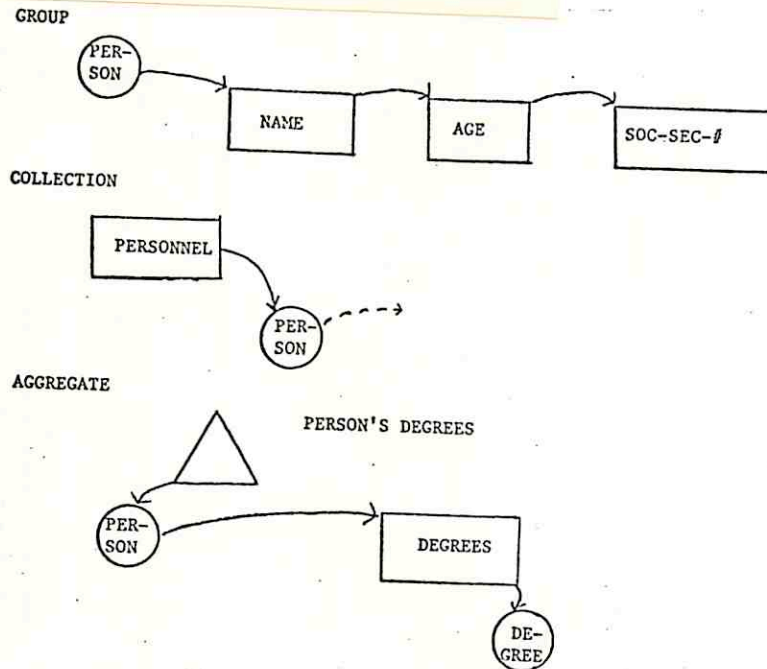 GROUP
PER-
SON
NAME
AGE
SOC-SEC-#
COLLECTION
PERSONNEL
PER-
SON
AGGREGATE
PERSON'S DEGREES
PER-
SON
DEGREES
DE-
GREE